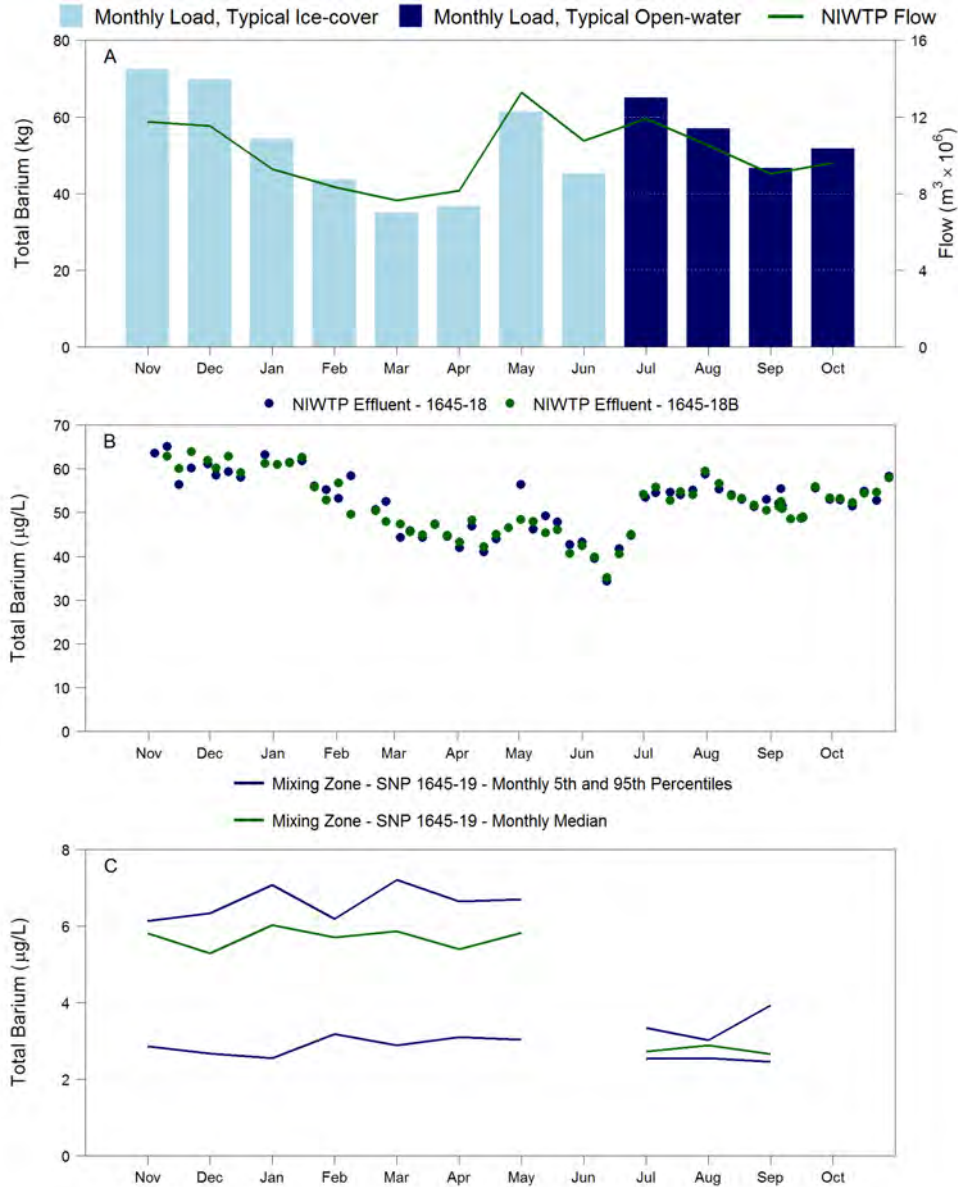 Monthly Load, Typical Ice-cover Monthly Load, Typical Open-water NIWTP Flow
A
Total Barium (kg)
80
60
40
20
0
Flow (m³ × 10⁶)
16
12
8
4
0
Nov Dec Jan Feb Mar Apr May Jun Jul Aug Sep Oct
NIWTP Effluent - 1645-18 NIWTP Effluent - 1645-18B
B
Total Barium (μg/L)
70
60
50
40
30
20
10
0
Nov Dec Jan Feb Mar Apr May Jun Jul Aug Sep Oct
Mixing Zone - SNP 1645-19 - Monthly 5th and 95th Percentiles
Mixing Zone - SNP 1645-19 - Monthly Median
C
Total Barium (μg/L)
8
6
4
2
0
Nov Dec Jan Feb Mar Apr May Jun Jul Aug Sep Oct